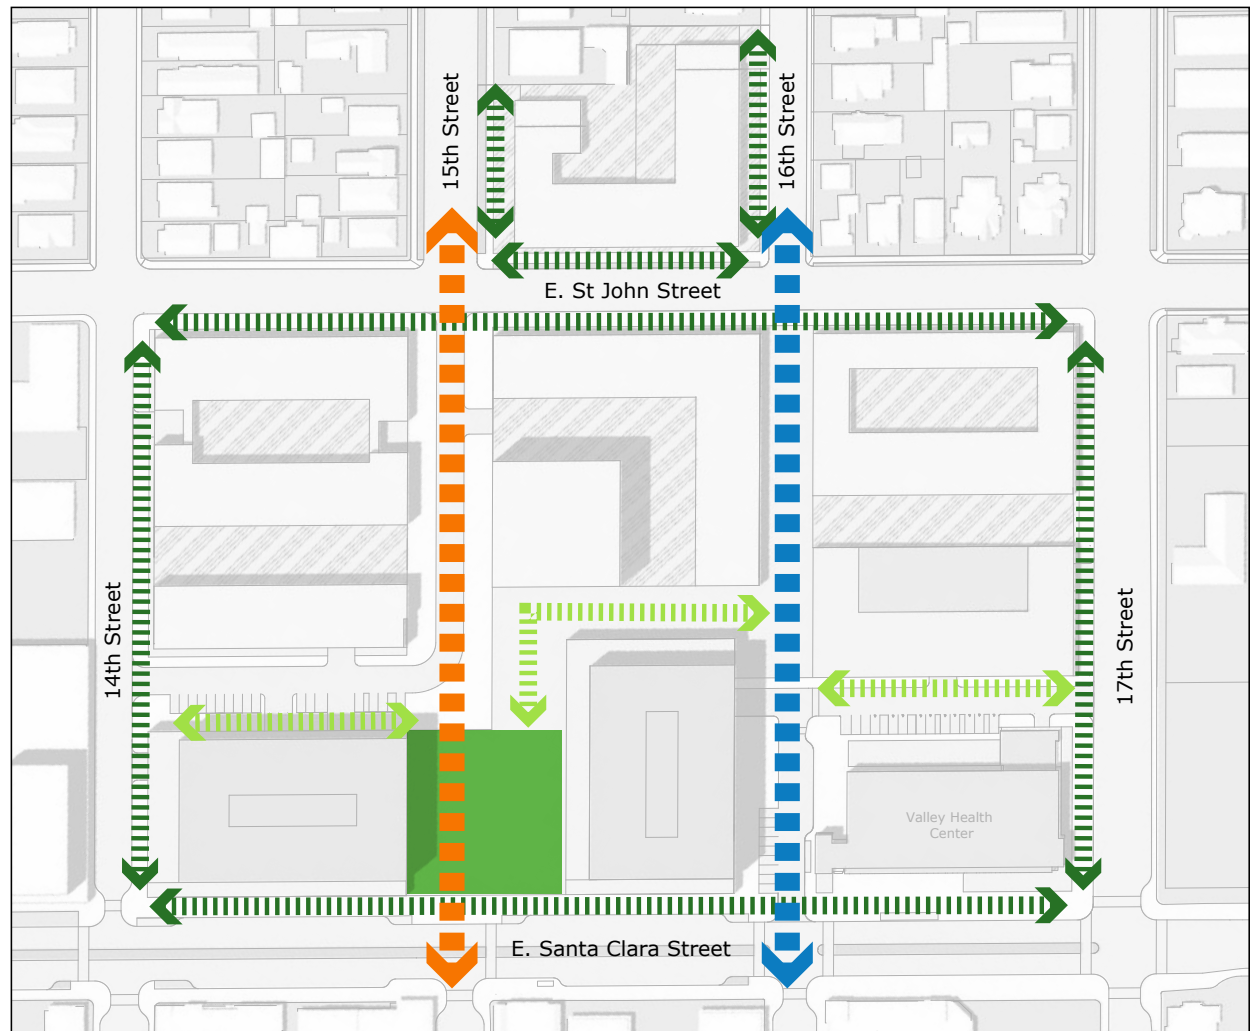 15th Street
16th Street
E. St John Street
14th Street
17th Street
Valley Health
Center
E. Santa Clara Street